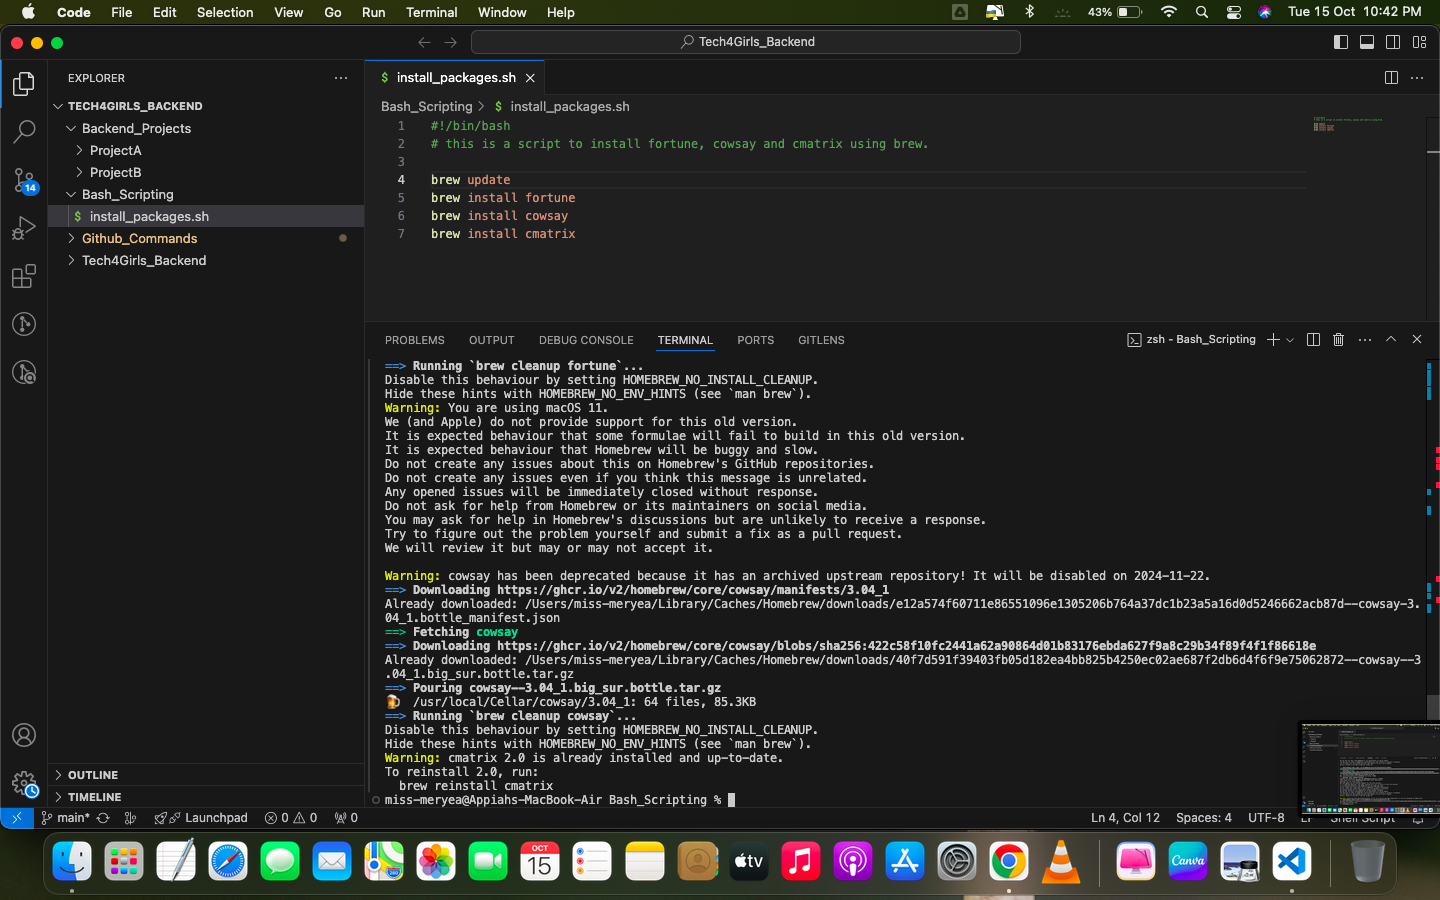 Code File Edit Selection View Go Run Terminal Window Help 43% Tue 15 Oct 10:42 PM
Tech4Girls_Backend
EXPLORER
TECH4GIRLS_BACKEND
Backend_Projects
ProjectA
ProjectB
Bash_Scripting
$ install_packages.sh
Github_Commands
Tech4Girls_Backend
OUTLINE
TIMELINE
14
$ install_packages.sh
Bash_Scripting > $ install_packages.sh
1 #!/bin/bash
2 # this is a script to install fortune, cowsay and cmatrix using brew.
3
4 brew update
5 brew install fortune
6 brew install cowsay
7 brew install cmatrix
PROBLEMS OUTPUT DEBUG CONSOLE TERMINAL PORTS GITLENS zsh - Bash_Scripting
==> Running `brew cleanup fortune`...
Disable this behaviour by setting HOMEBREW_NO_INSTALL_CLEANUP.
Hide these hints with HOMEBREW_NO_ENV_HINTS (see `man brew`).
Warning: You are using macOS 11.
We (and Apple) do not provide support for this old version.
It is expected behaviour that some formulae will fail to build in this old version.
It is expected behaviour that Homebrew will be buggy and slow.
Do not create any issues about this on Homebrew's GitHub repositories.
Do not create any issues even if you think this message is unrelated.
Any opened issues will be immediately closed without response.
Do not ask for help from Homebrew or its maintainers on social media.
You may ask for help in Homebrew's discussions but are unlikely to receive a response.
Try to figure out the problem yourself and submit a fix as a pull request.
We will review it but may or may not accept it.
Warning: cowsay has been deprecated because it has an archived upstream repository! It will be disabled on 2024-11-22.
==> Downloading https://ghcr.io/v2/homebrew/core/cowsay/manifests/3.04_1
Already downloaded: /Users/miss-meryea/Library/Caches/Homebrew/downloads/e12a574f60711e86551096e1305206b764a37dc1b23a5a16d0d5246662acb87d--cowsay-3.
04_1.bottle_manifest.json
==> Fetching cowsay
==> Downloading https://ghcr.io/v2/homebrew/core/cowsay/blobs/sha256:422c58f10fc2441a62a90864d01b83176ebda627f9a8c29b34f89f4f1f86618e
Already downloaded: /Users/miss-meryea/Library/Caches/Homebrew/downloads/40f7d591f39403fb05d182ea4bb825b4250ec02ae687f2db6d4f6f9e75062872--cowsay--3
.04_1.big_sur.bottle.tar.gz
==> Pouring cowsay--3.04_1.big_sur.bottle.tar.gz
/usr/local/Cellar/cowsay/3.04_1: 64 files, 85.3KB
==> Running `brew cleanup cowsay`...
Disable this behaviour by setting HOMEBREW_NO_INSTALL_CLEANUP.
Hide these hints with HOMEBREW_NO_ENV_HINTS (see `man brew`).
Warning: cmatrix 2.0 is already installed and up-to-date.
To reinstall 2.0, run:
brew reinstall cmatrix
miss-meryea@Appiahs-MacBook-Air Bash_Scripting %
main* Launchpad 0 0 0 Ln 4, Col 12 Spaces: 4 UTF-8 LF Shell Script
OCT
15
tv
Canva